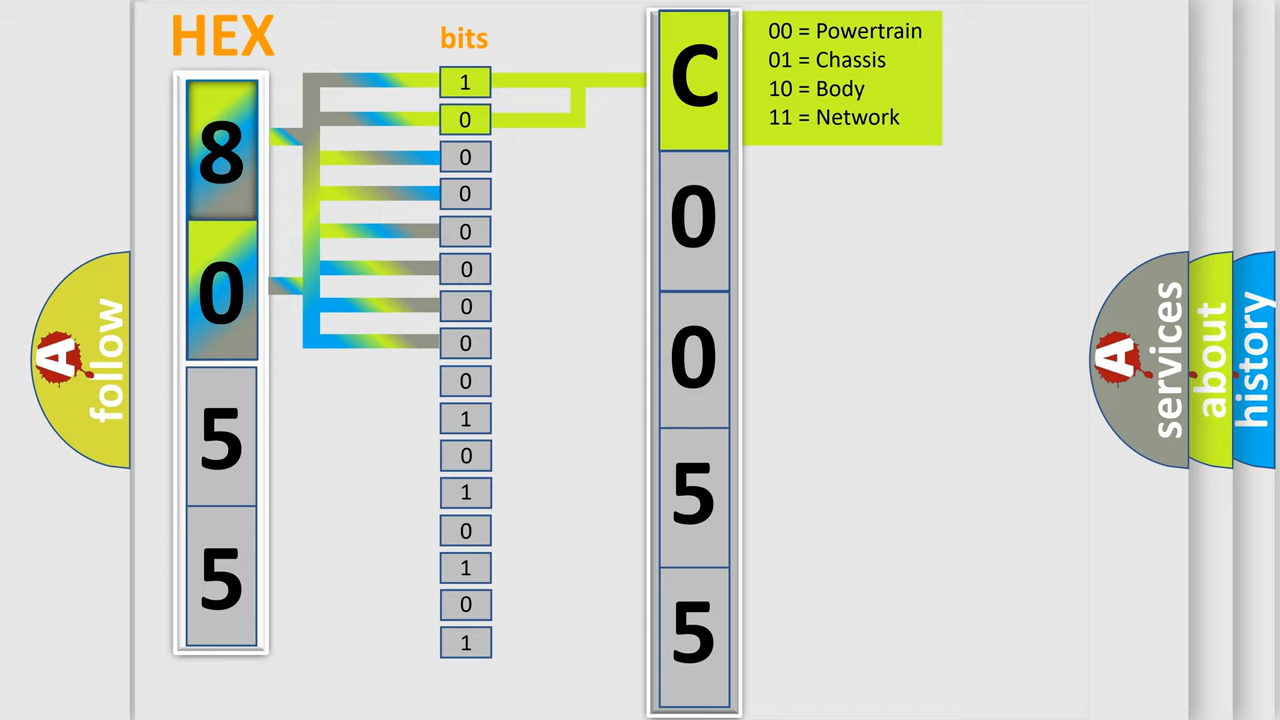 HEX
bits
8
0
5
5
1
0
0
0
0
0
0
0
0
1
0
1
0
1
0
1
C
0
0
5
5
00 = Powertrain
01 = Chassis
10 = Body
11 = Network
A follow
A services
about
history